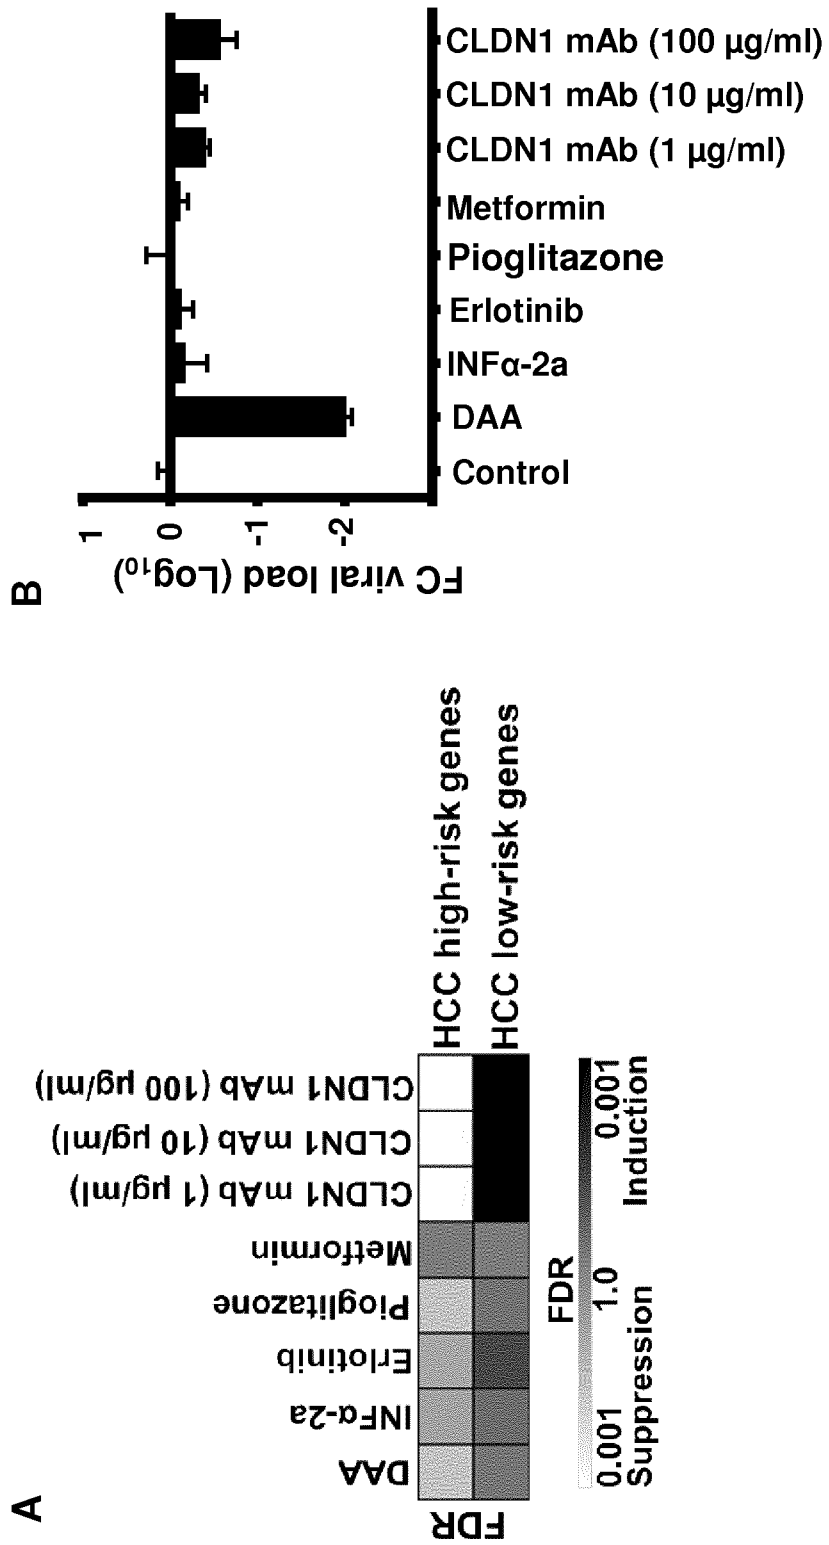 A
DAA
INFα-2a
Erlotinib
Pioglitazone
Metformin
CLDN1 mAb (1 µg/ml)
CLDN1 mAb (10 µg/ml)
CLDN1 mAb (100 µg/ml)
FDR
HCC high-risk genes
HCC low-risk genes
FDR
0.001 1.0 0.001
Suppression Induction
B
FC viral load (Log10)
1
0
-1
-2
Control
DAA
INFα-2a
Erlotinib
Pioglitazone
Metformin
CLDN1 mAb (1 µg/ml)
CLDN1 mAb (10 µg/ml)
CLDN1 mAb (100 µg/ml)